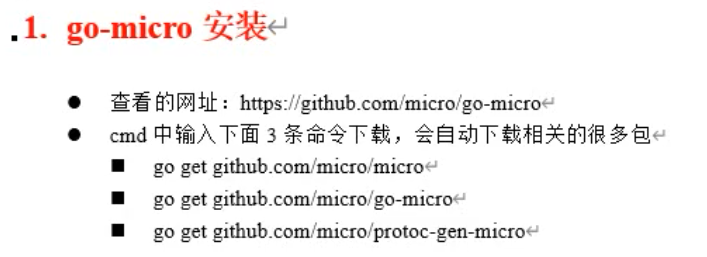 1. go-micro 安装
查看的网址：https://github.com/micro/go-micro
cmd 中输入下面 3 条命令下载，会自动下载相关的很多包
go get github.com/micro/micro
go get github.com/micro/go-micro
go get github.com/micro/protoc-gen-micro